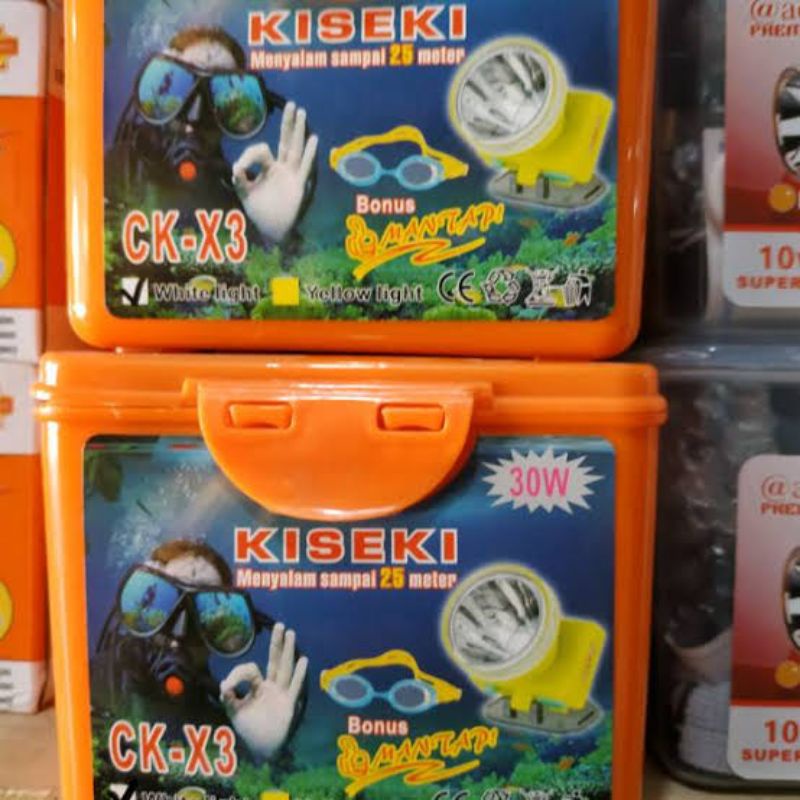 KISEKI
Menyalam sampai 25 meter
Bonus
MANTAP!
CK-X3
White light Yellow light CE
10
SUPER
30W
KISEKI
Menyalam sampai 25 meter
Bonus
MANTAP!
CK-X3
10
SUPER